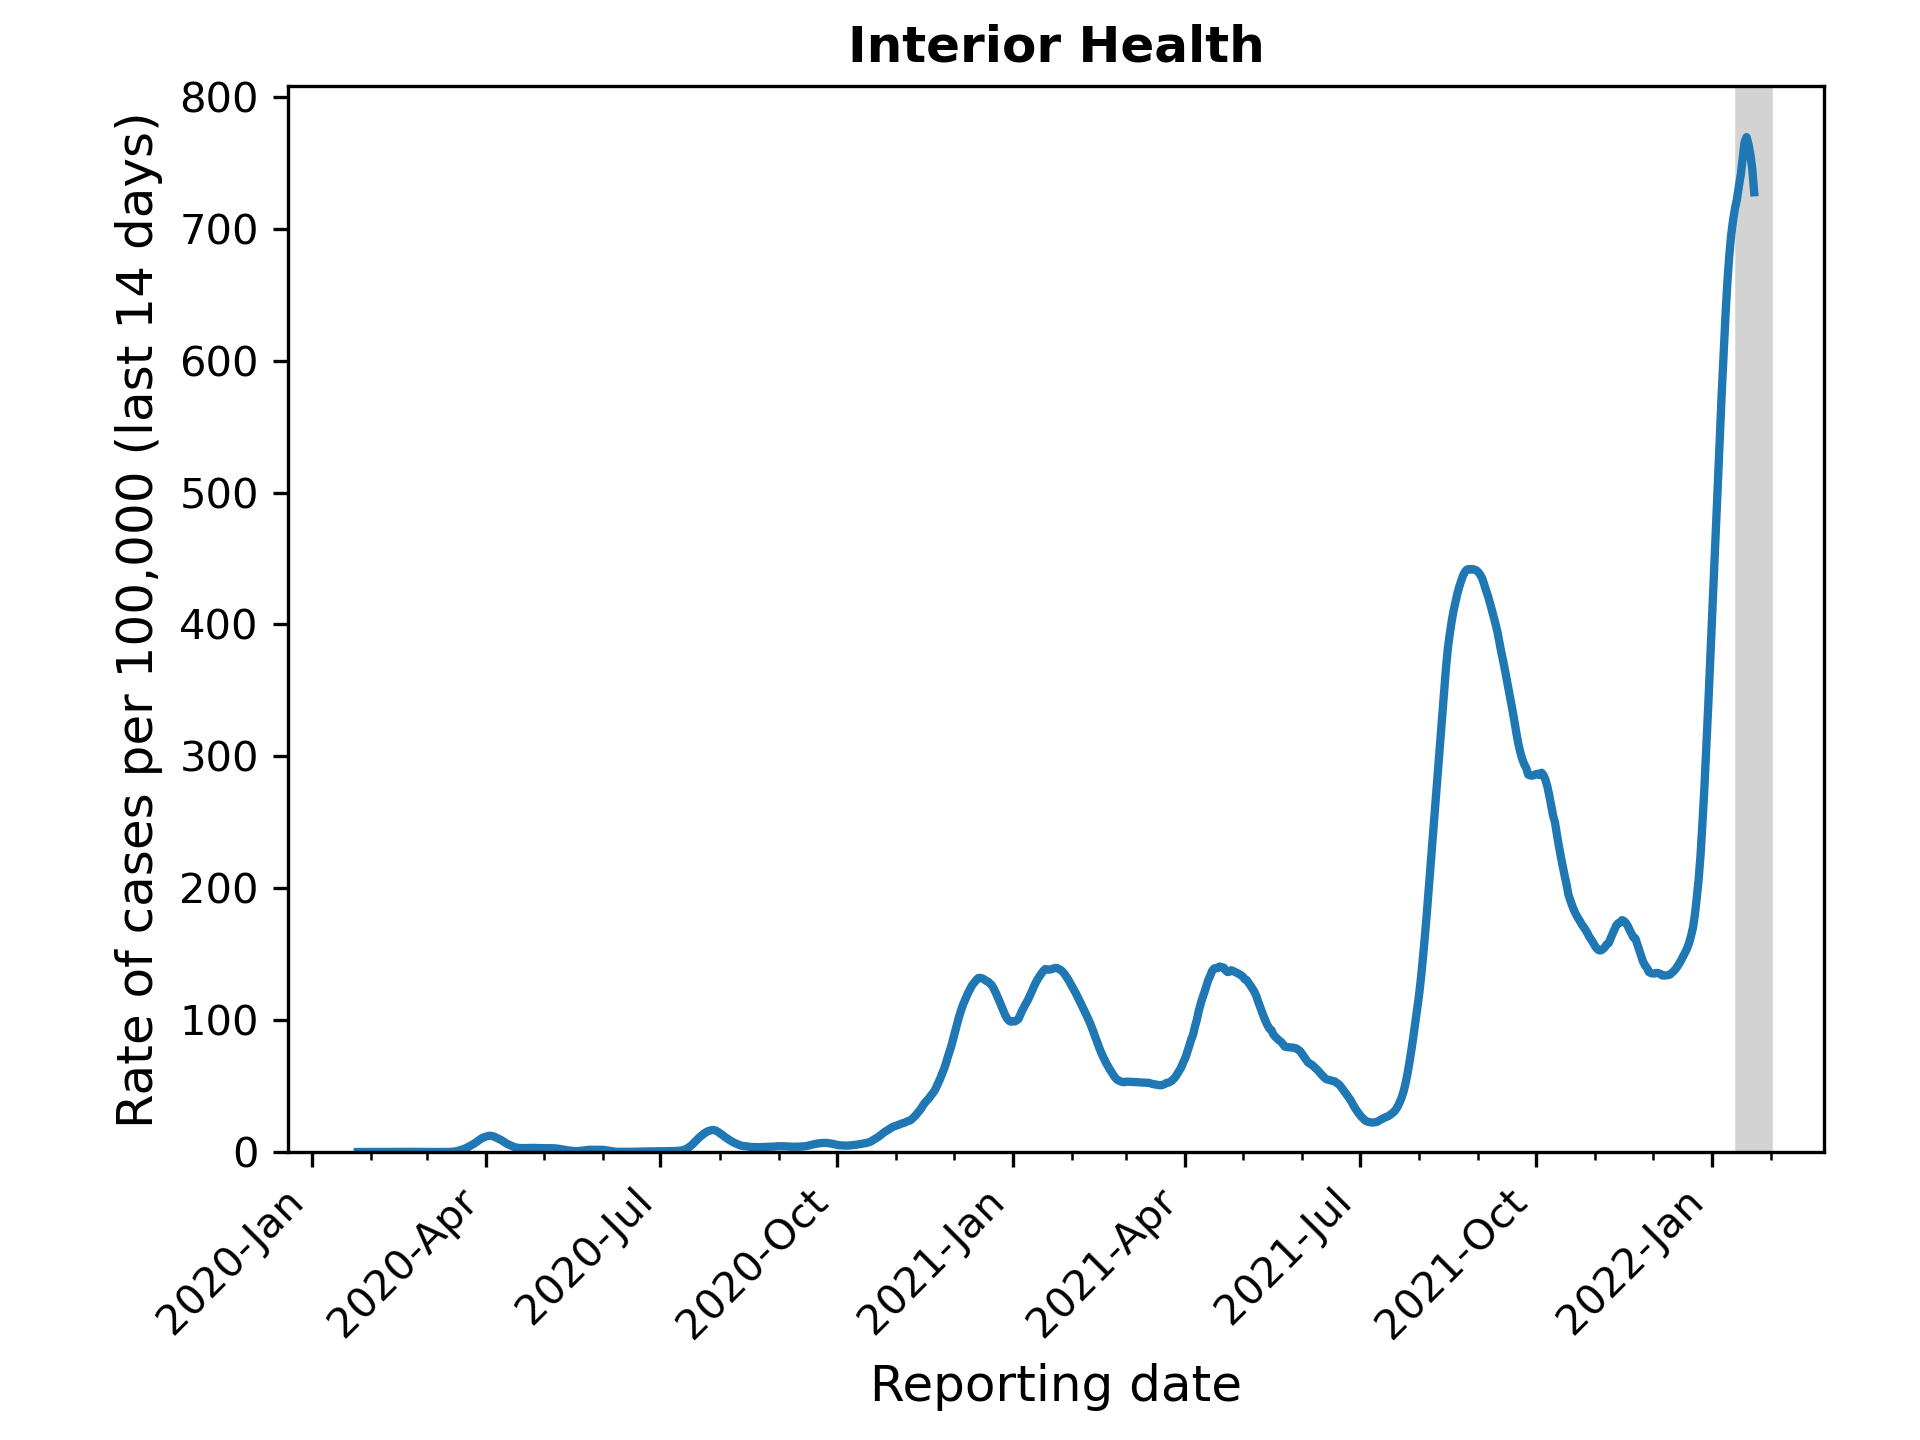 Interior Health
Rate of cases per 100,000 (last 14 days)
800
700
600
500
400
300
200
100
0
2020-Jan
2020-Apr
2020-Jul
2020-Oct
2021-Jan
2021-Apr
2021-Jul
2021-Oct
2022-Jan
Reporting date